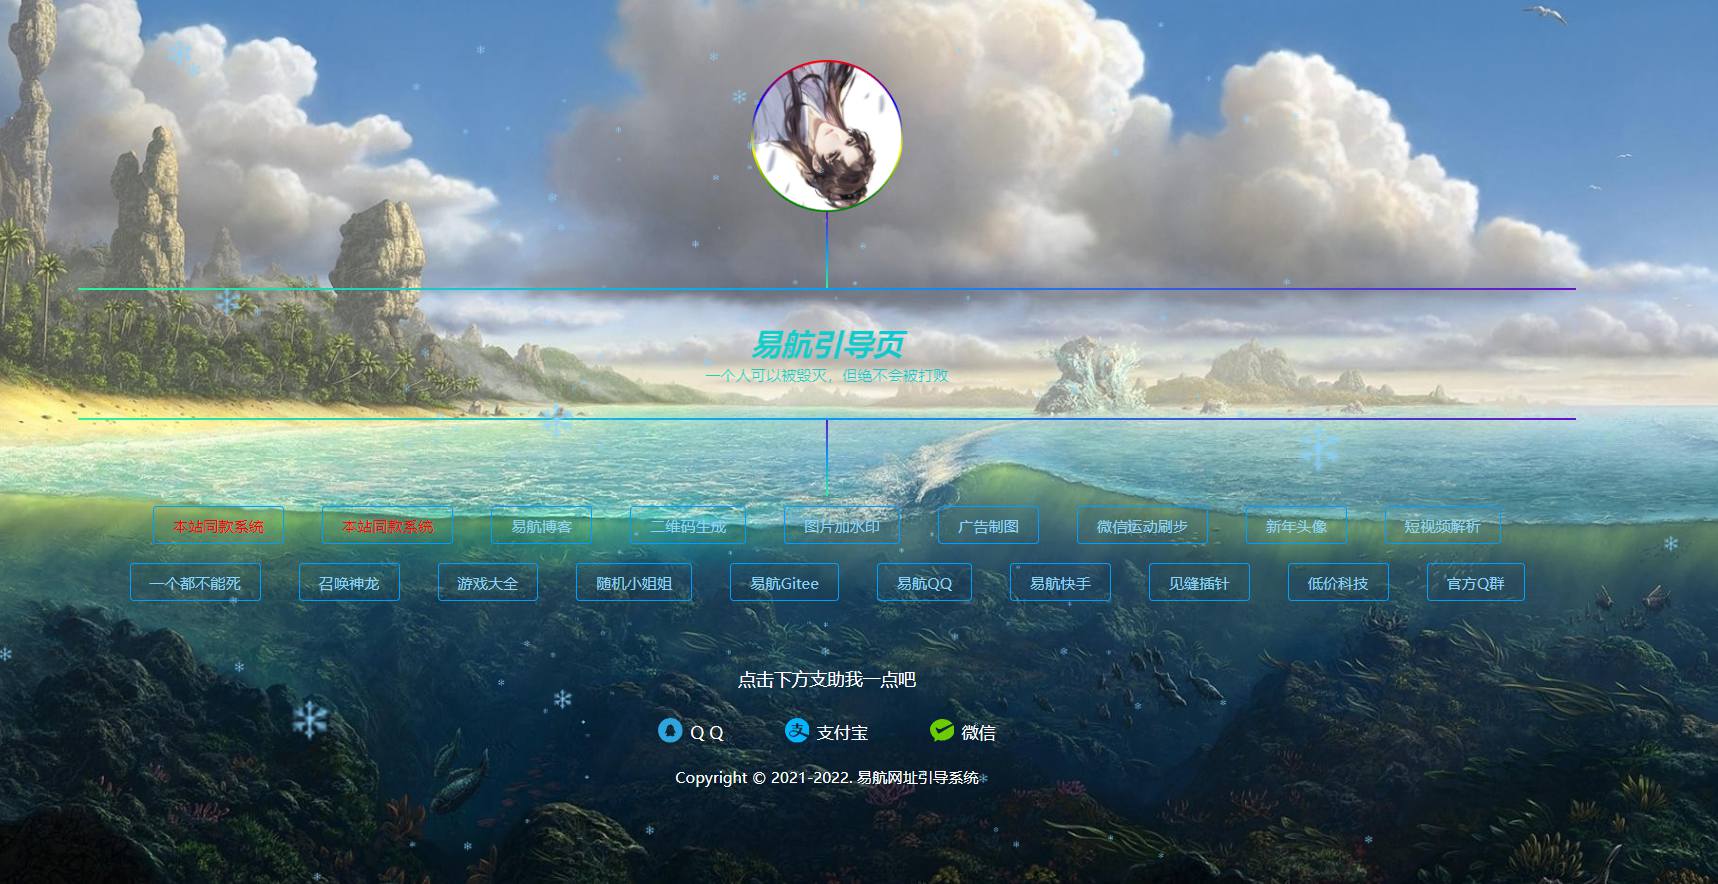 易航引导页
一个人可以被毁灭，但绝不会被打败
本站同款系统 本站同款系统 易航博客 二维码生成 图片加水印 广告制图 微信运动刷步 新年头像 短视频解析
一个都不能死 召唤神龙 游戏大全 随机小姐姐 易航Gitee 易航QQ 易航快手 见缝插针 低价科技 官方Q群
点击下方支助我一点吧
Q Q 支付宝 微信
Copyright © 2021-2022. 易航网址引导系统